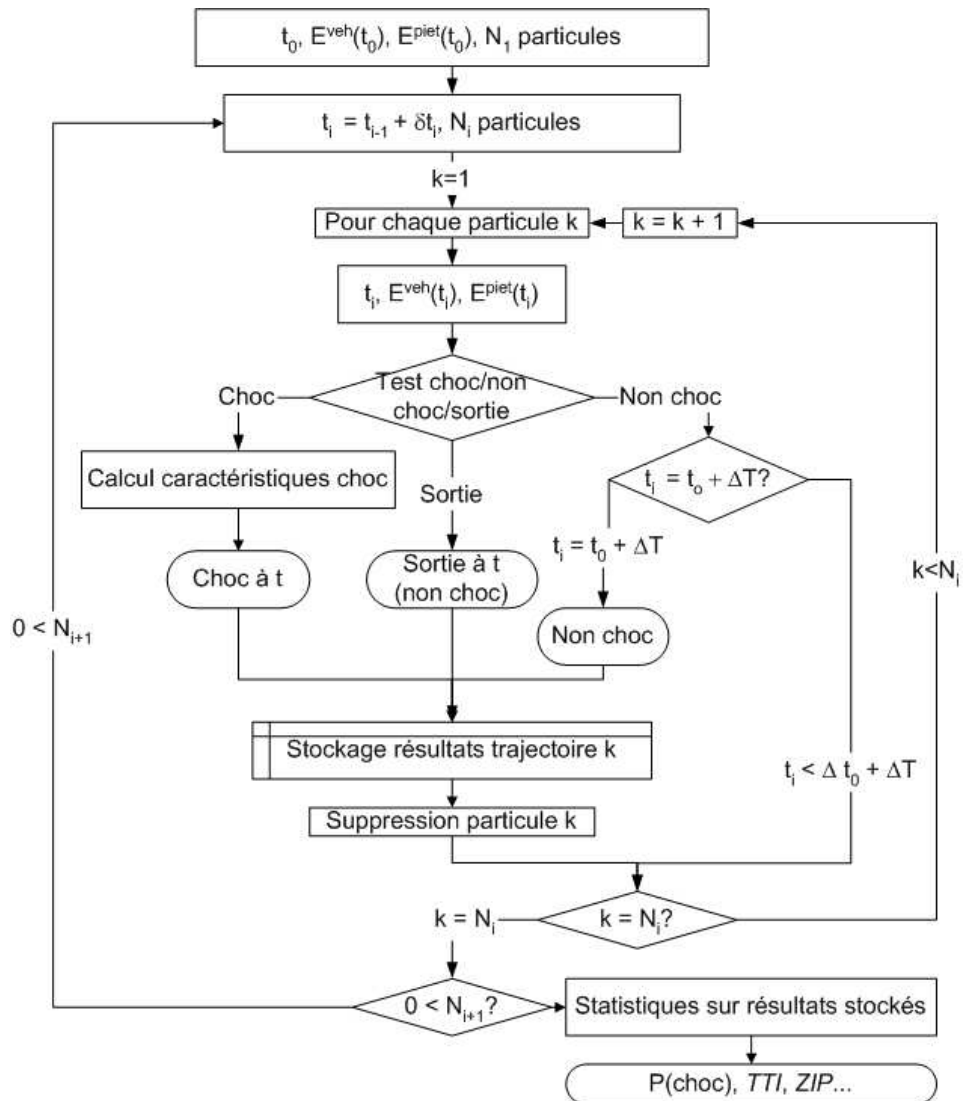 t₀, Eᵛᵉʰ(t₀), Eᵖⁱᵉᵗ(t₀), N₁ particules
tᵢ = tᵢ₋₁ + δtᵢ, Nᵢ particules
k=1
Pour chaque particule k
k = k + 1
tᵢ, Eᵛᵉʰ(tᵢ), Eᵖⁱᵉᵗ(tᵢ)
Test choc/non
choc/sortie
Choc
Non choc
Calcul caractéristiques choc
Sortie
tᵢ = tₒ + ΔT?
tᵢ = t₀ + ΔT
Choc à t
Sortie à t
(non choc)
Non choc
k<Nᵢ
0 < Nᵢ₊₁
Stockage résultats trajectoire k
tᵢ < Δ t₀ + ΔT
Suppression particule k
k = Nᵢ
k = Nᵢ?
0 < Nᵢ₊₁?
Statistiques sur résultats stockés
P(choc), TTI, ZIP...